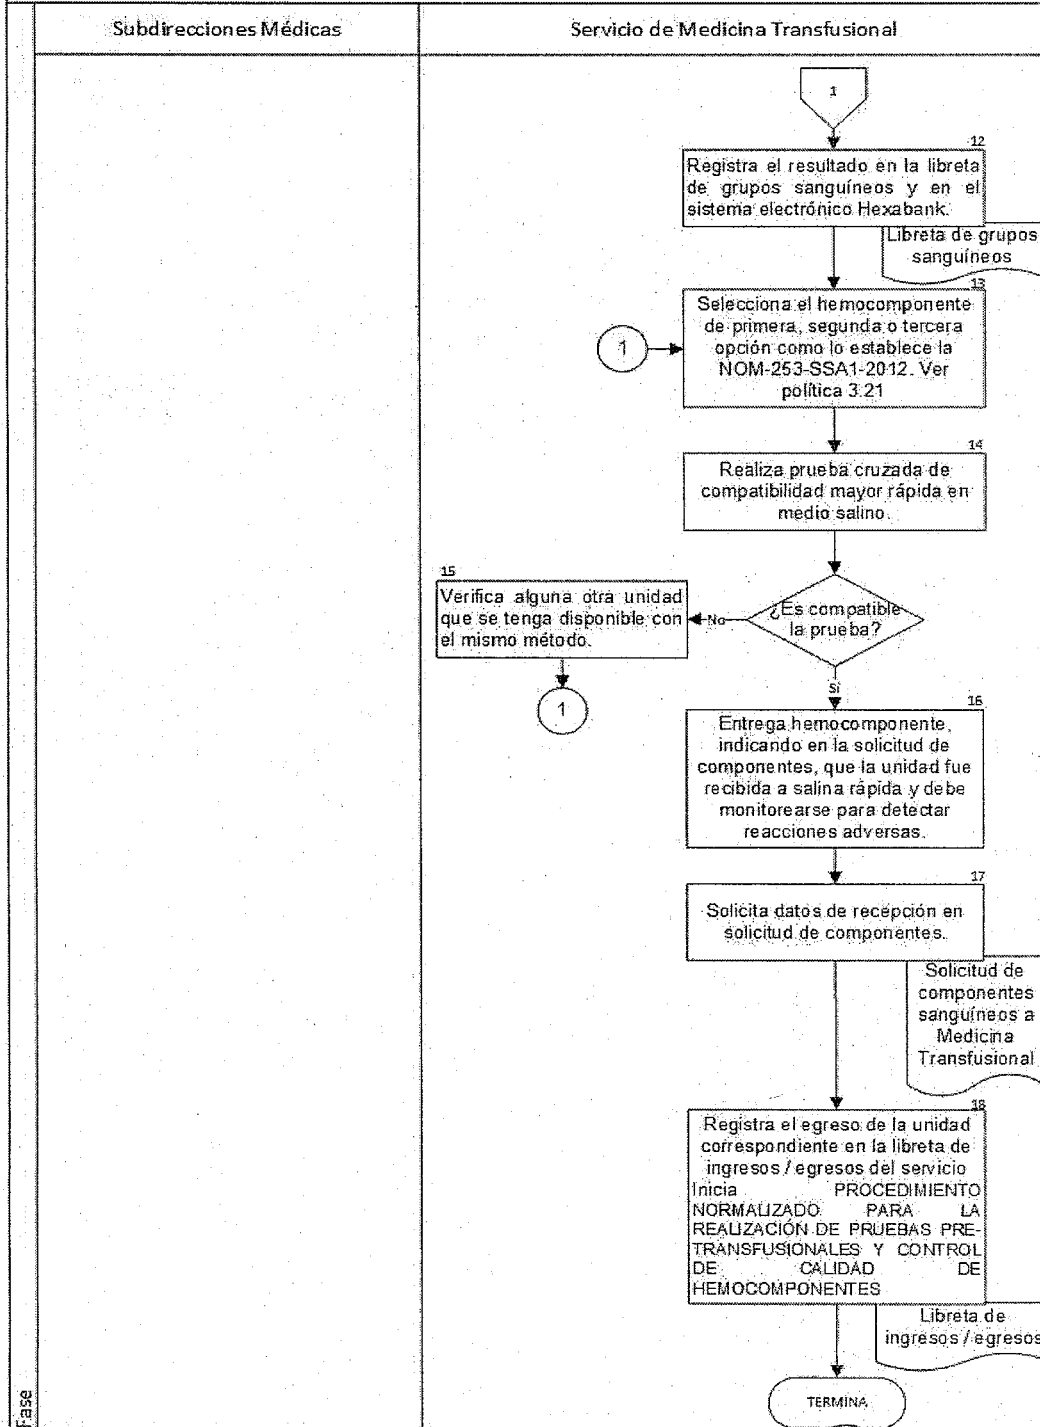 Subdirecciones Médicas
Servicio de Medicina Transfusional
1
12
Registra el resultado en la libreta
de grupos sanguíneos y en el
sistema electrónico Hexabank.
Libreta de grupos
sanguíneos
13
Selecciona el hemocomponente
de primera, segunda o tercera
opción como lo establece la
NOM-253-SSA1-2012. Ver
política 3.21
1
14
Realiza prueba cruzada de
compatibilidad mayor rápida en
medio salino.
¿Es compatible
la prueba?
No
15
Verifica alguna otra unidad
que se tenga disponible con
el mismo método.
1
Sí
16
Entrega hemocomponente,
indicando en la solicitud de
componentes, que la unidad fue
recibida a salina rápida y debe
monitorearse para detectar
reacciones adversas.
17
Solicita datos de recepción en
solicitud de componentes.
Solicitud de
componentes
sanguíneos a
Medicina
Transfusional
18
Registra el egreso de la unidad
correspondiente en la libreta de
ingresos / egresos del servicio
Inicia PROCEDIMIENTO
NORMALIZADO PARA LA
REALIZACIÓN DE PRUEBAS PRE-
TRANSFUSIONALES Y CONTROL
DE CALIDAD DE
HEMOCOMPONENTES
Libreta de
ingresos / egresos
TERMINA
Fase